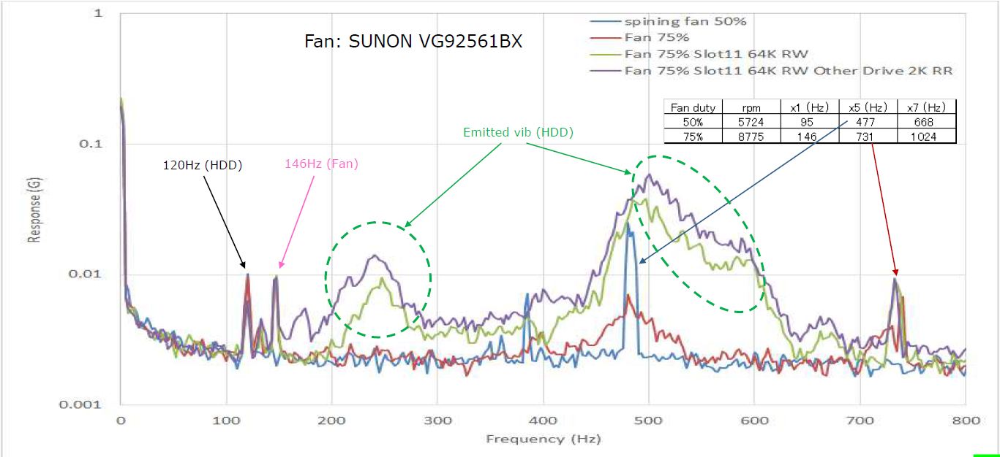 Fan: SUNON VG92561BX
spining fan 50%
Fan 75%
Fan 75% Slot11 64K RW
Fan 75% Slot11 64K RW Other Drive 2K RR
Fan duty rpm x1 (Hz) x5 (Hz) x7 (Hz)
50% 5724 95 477 668
75% 8775 146 731 1024
Emitted vib (HDD)
120Hz (HDD)
146Hz (Fan)
Response (G)
1
0.1
0.01
0.001
0 100 200 300 400 500 600 700 800
Frequency (Hz)